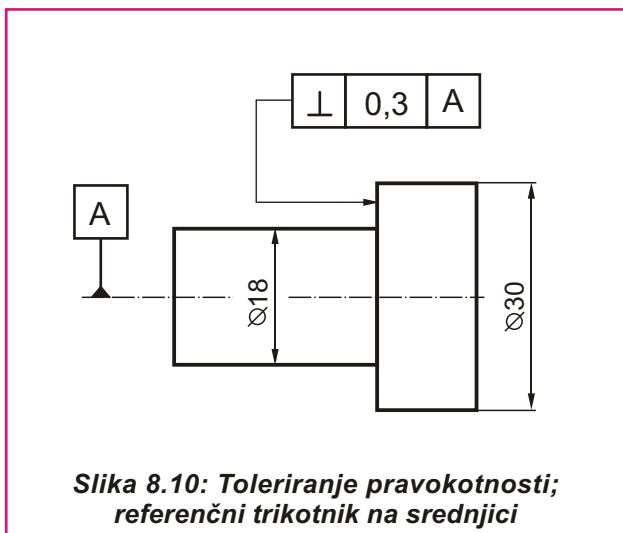 ⊥ 0,3 A
A
⌀18
⌀30
Slika 8.10: Toleriranje pravokotnosti;
referenčni trikotnik na srednjici